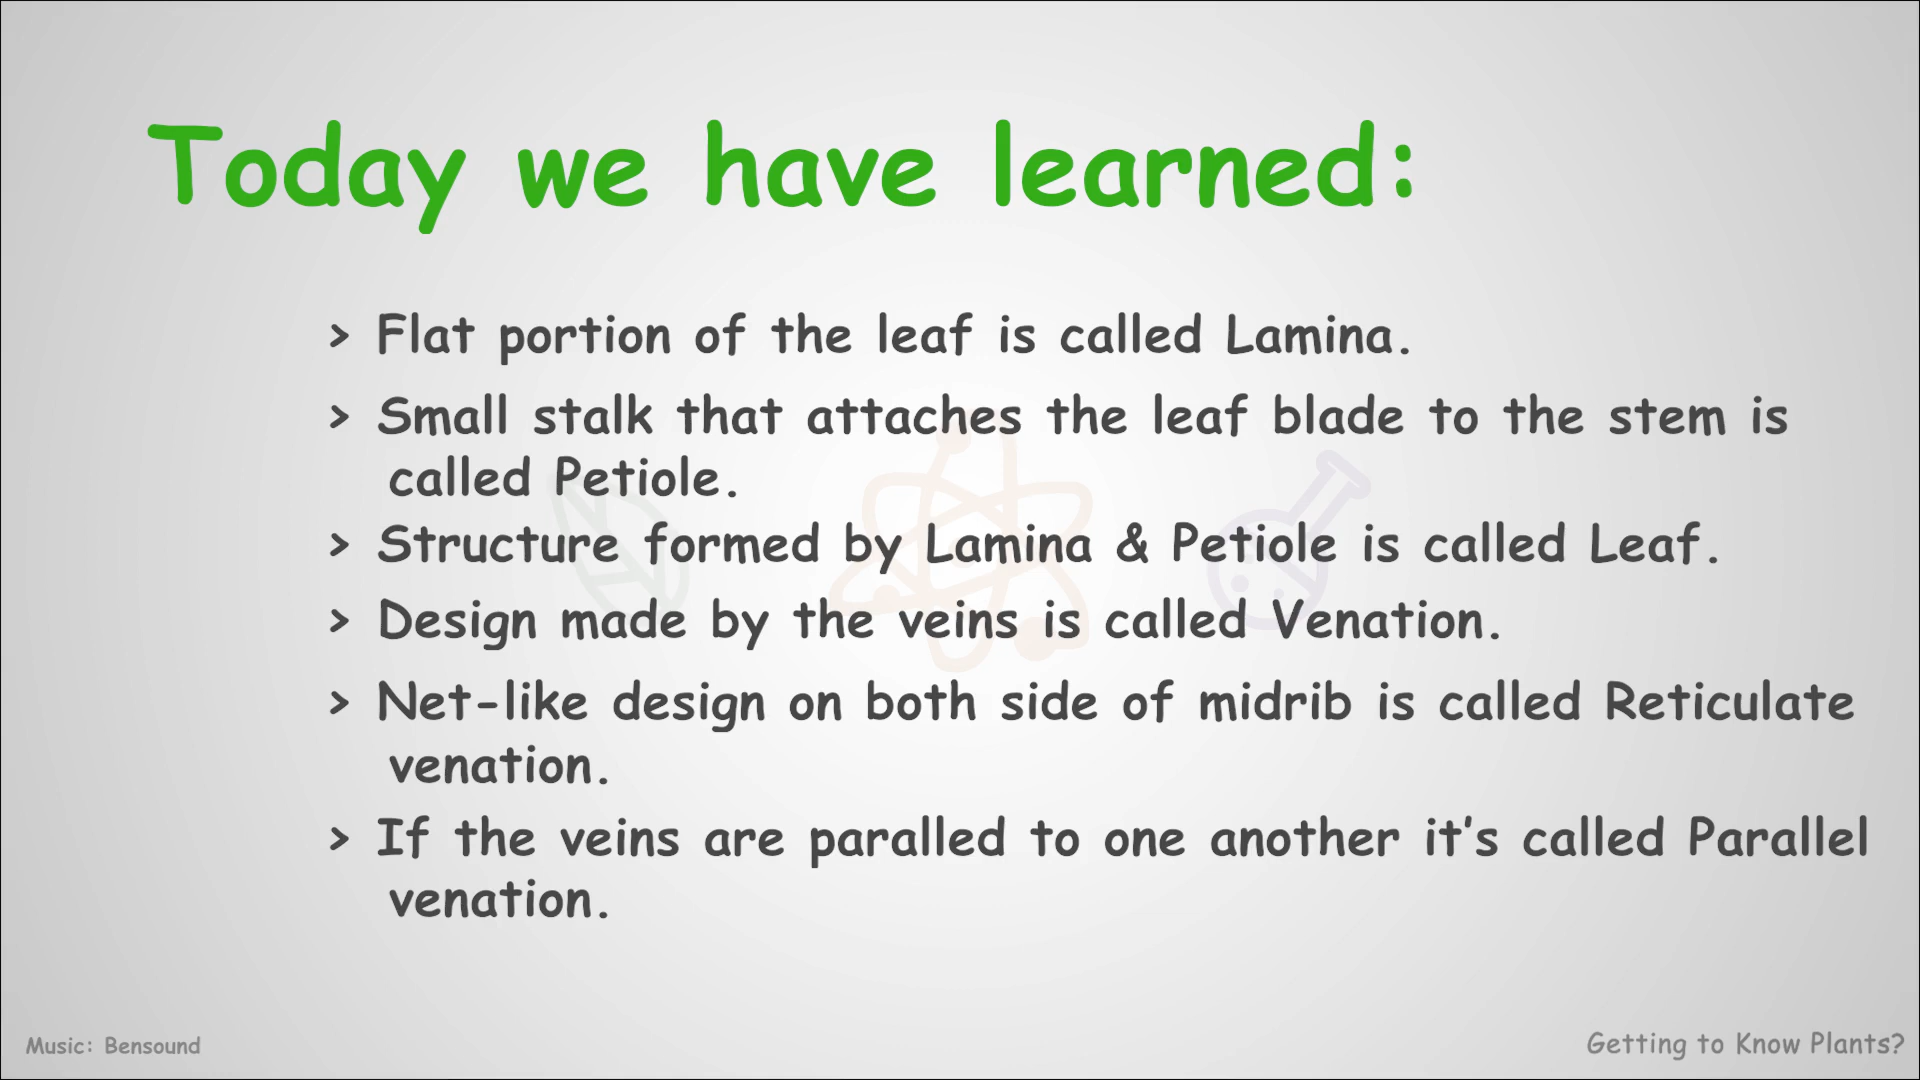 Today we have learned:
> Flat portion of the leaf is called Lamina.
> Small stalk that attaches the leaf blade to the stem is
called Petiole.
> Structure formed by Lamina & Petiole is called Leaf.
> Design made by the veins is called Venation.
> Net-like design on both side of midrib is called Reticulate
venation.
> If the veins are paralled to one another it's called Parallel
venation.
Music: Bensound
Getting to Know Plants?